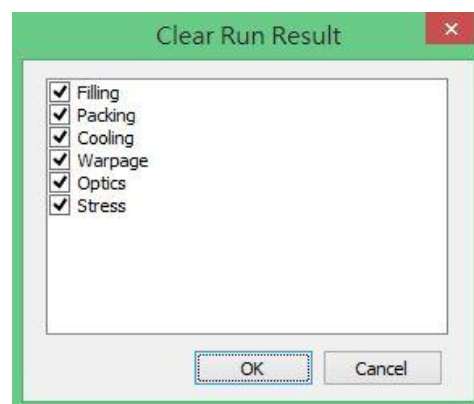 Clear Run Result
Filling
Packing
Cooling
Warpage
Optics
Stress
OK Cancel